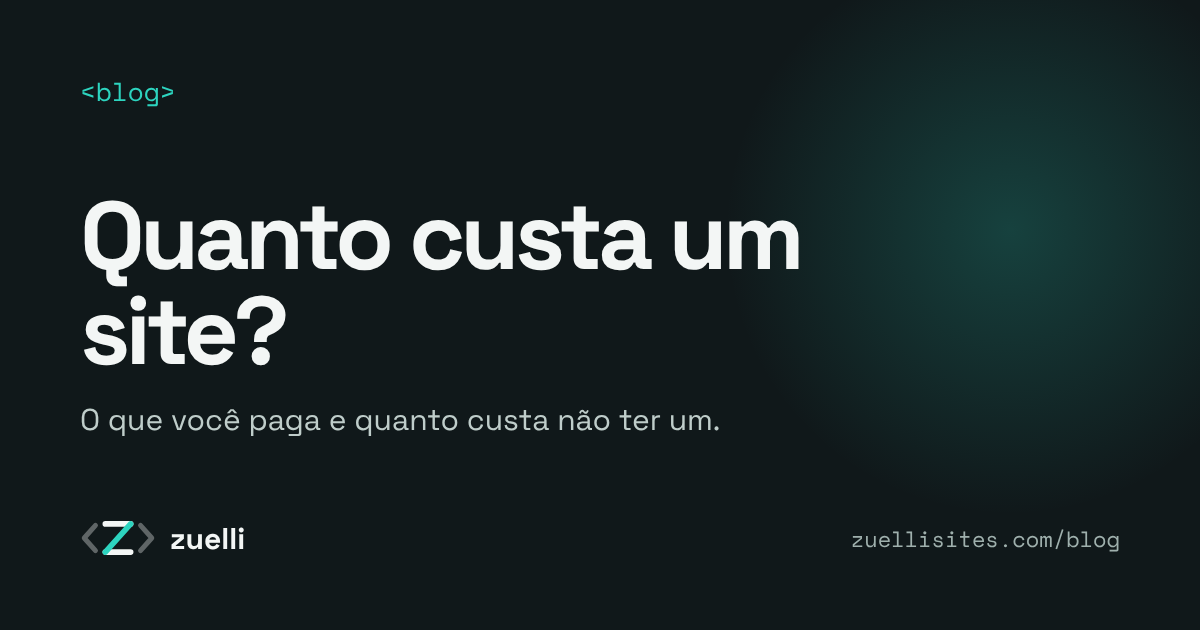 <blog>
Quanto custa um
site?
O que você paga e quanto custa não ter um.
<Z> zuelli
zuellisites.com/blog